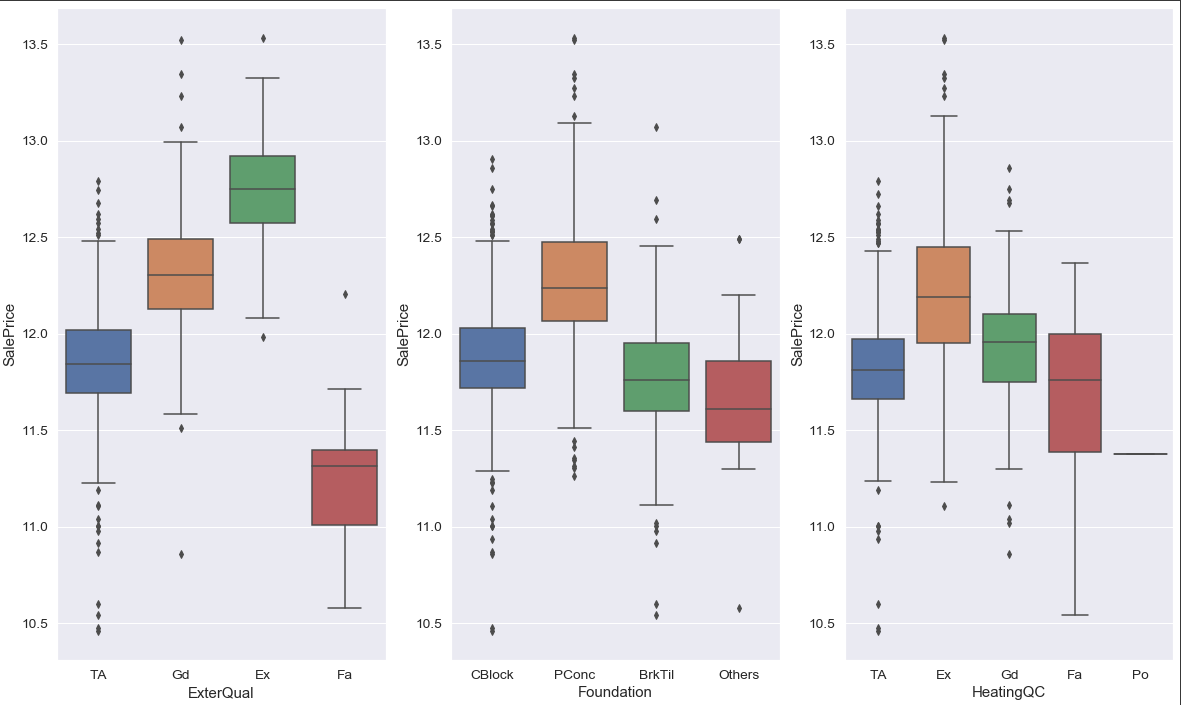 13.5
13.0
12.5
12.0
11.5
11.0
10.5
SalePrice
TA Gd Ex Fa
ExterQual
13.5
13.0
12.5
12.0
11.5
11.0
10.5
SalePrice
CBlock PConc BrkTil Others
Foundation
13.5
13.0
12.5
12.0
11.5
11.0
10.5
SalePrice
TA Ex Gd Fa Po
HeatingQC